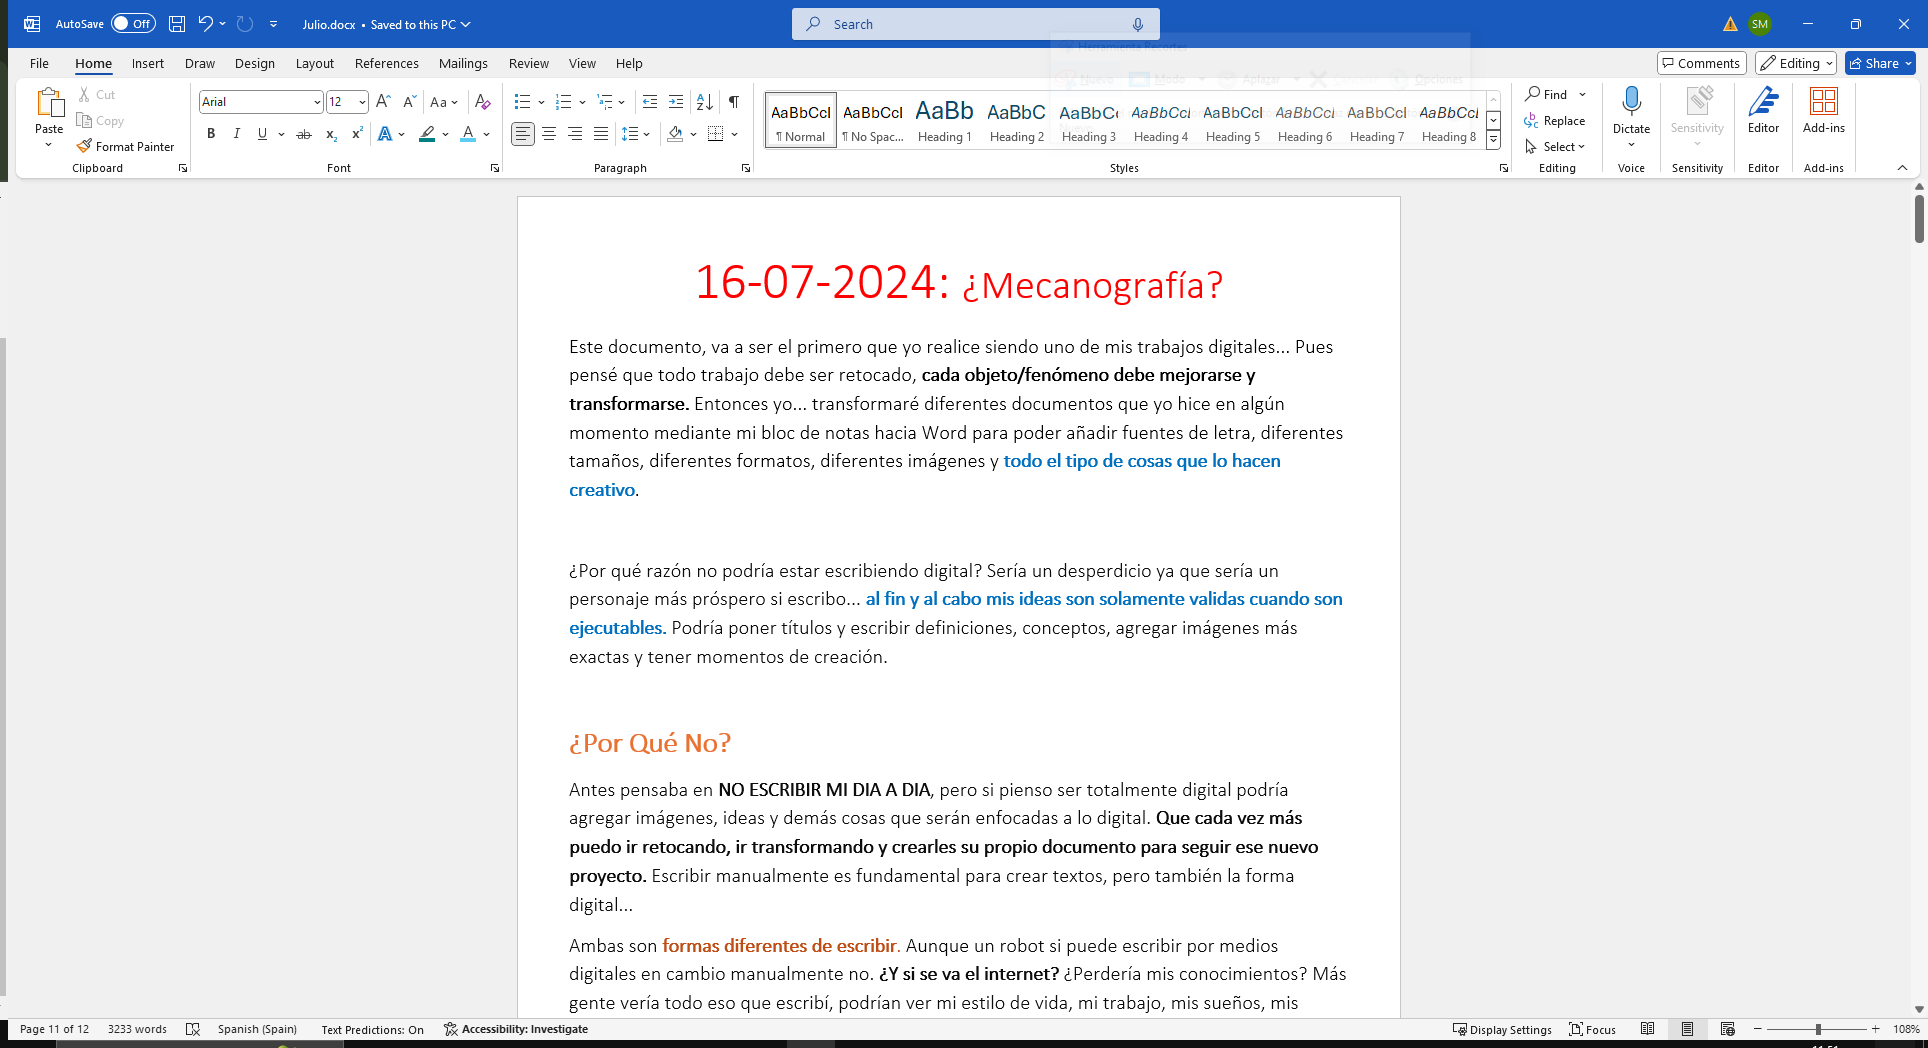 AutoSave Off Julio.docx • Saved to this PC Search SM
File Home Insert Draw Design Layout References Mailings Review View Help Comments Editing Share
Herramienta Recortes
Nuevo Modo Aplazar Opciones
Paste Cut Copy Format Painter Clipboard
Arial 12 Aa B I U ab x₂ x² A A Font
Paragraph
AaBbCcI AaBbCcI AaBb AaBbC AaBbCc AaBbCcI AaBbCcI AaBbCcI AaBbCcI AaBbCcI
¶ Normal ¶ No Spac... Heading 1 Heading 2 Heading 3 Heading 4 Heading 5 Heading 6 Heading 7 Heading 8
Styles
Find Replace Select Editing
Dictate Voice
Sensitivity Sensitivity
Editor Editor
Add-ins Add-ins
16-07-2024: ¿Mecanografía?
Este documento, va a ser el primero que yo realice siendo uno de mis trabajos digitales... Pues
pensé que todo trabajo debe ser retocado, cada objeto/fenómeno debe mejorarse y
transformarse. Entonces yo... transformaré diferentes documentos que yo hice en algún
momento mediante mi bloc de notas hacia Word para poder añadir fuentes de letra, diferentes
tamaños, diferentes formatos, diferentes imágenes y todo el tipo de cosas que lo hacen
creativo.
¿Por qué razón no podría estar escribiendo digital? Sería un desperdicio ya que sería un
personaje más próspero si escribo... al fin y al cabo mis ideas son solamente validas cuando son
ejecutables. Podría poner títulos y escribir definiciones, conceptos, agregar imágenes más
exactas y tener momentos de creación.
¿Por Qué No?
Antes pensaba en NO ESCRIBIR MI DIA A DIA, pero si pienso ser totalmente digital podría
agregar imágenes, ideas y demás cosas que serán enfocadas a lo digital. Que cada vez más
puedo ir retocando, ir transformando y crearles su propio documento para seguir ese nuevo
proyecto. Escribir manualmente es fundamental para crear textos, pero también la forma
digital...
Ambas son formas diferentes de escribir. Aunque un robot si puede escribir por medios
digitales en cambio manualmente no. ¿Y si se va el internet? ¿Perdería mis conocimientos? Más
gente vería todo eso que escribí, podrían ver mi estilo de vida, mi trabajo, mis sueños, mis
Page 11 of 12 3233 words Spanish (Spain) Text Predictions: On Accessibility: Investigate Display Settings Focus 108%